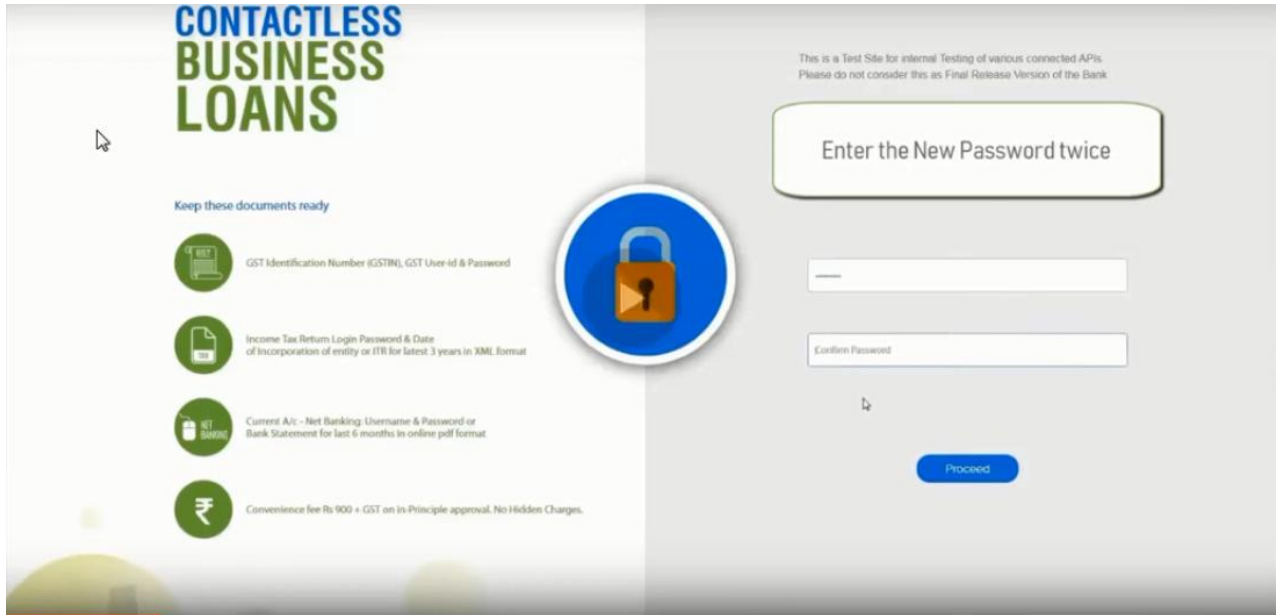 CONTACTLESS
BUSINESS
LOANS
Keep these documents ready
GST Identification Number (GSTIN), GST User-id & Password
TAX
Income Tax Return Login Password & Date
of Incorporation of entity or ITR for latest 3 years in XML format
NET
BANKING
Current A/c - Net Banking: Username & Password or
Bank Statement for last 6 months in online pdf format
₹
Convenience fee Rs 900 + GST on in-Principle approval. No Hidden Charges.
This is a Test Site for internal Testing of various connected APIs.
Please do not consider this as Final Release Version of the Bank
Enter the New Password twice
Confirm Password
Proceed